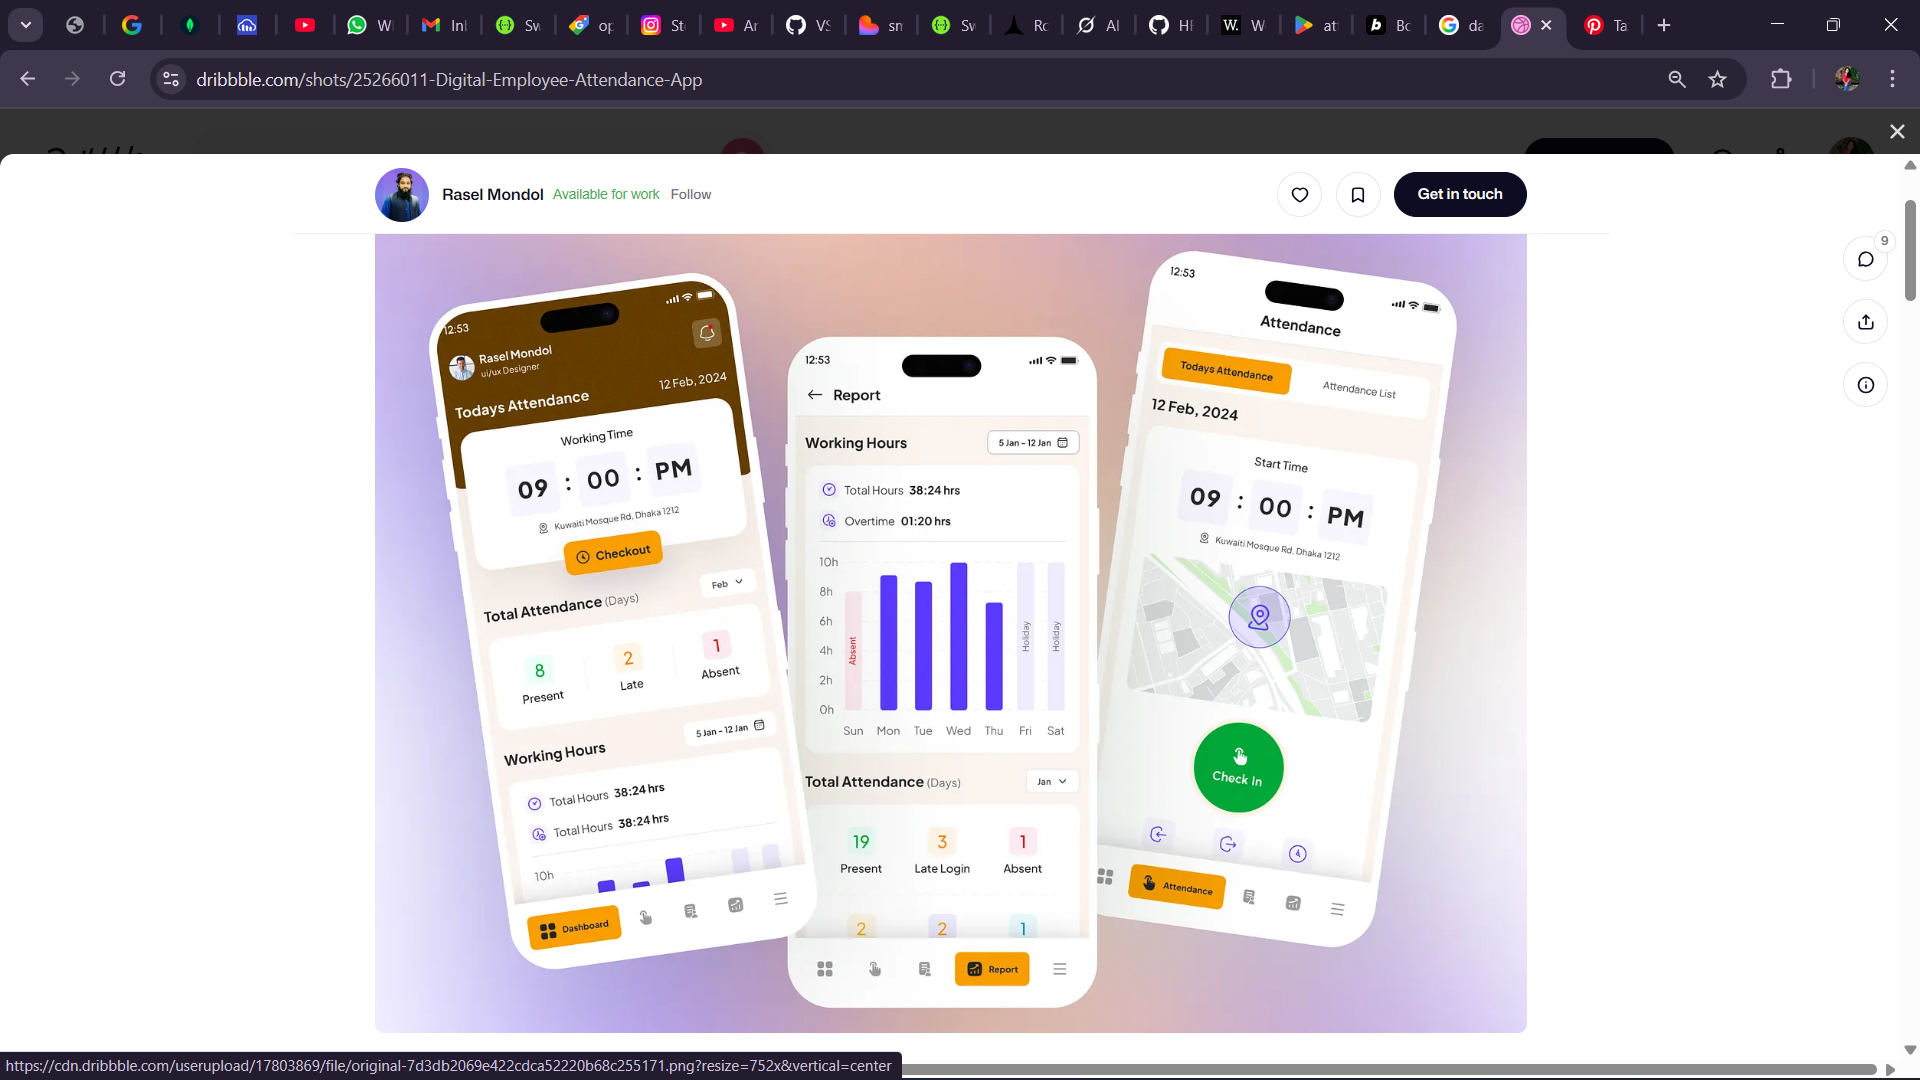 Wl
Inl
Sw
op
St
Ar
VS
sn
Sw
Ro
Al
HF
W
at
Bo
da
Ta
dribbble.com/shots/25266011-Digital-Employee-Attendance-App
Rasel Mondol Available for work Follow
Get in touch
9
12:53
Rasel Mondol
ui/ux Designer
12 Feb, 2024
Todays Attendance
Working Time
09 : 00 : PM
Kuwaiti Mosque Rd, Dhaka 1212
Checkout
Feb
Total Attendance (Days)
8 2 1
Present Late Absent
Working Hours 5 Jan - 12 Jan
Total Hours 38:24 hrs
Total Hours 38:24 hrs
10h
Dashboard
12:53
Report
Working Hours 5 Jan - 12 Jan
Total Hours 38:24 hrs
Overtime 01:20 hrs
10h
8h
6h
4h
2h
0h
Absent
Holiday
Holiday
Sun Mon Tue Wed Thu Fri Sat
Total Attendance (Days) Jan
19 3 1
Present Late Login Absent
2 2 1
Report
12:53
Attendance
Todays Attendance Attendance List
12 Feb, 2024
Start Time
09 : 00 : PM
Kuwaiti Mosque Rd, Dhaka 1212
Check In
Attendance
https://cdn.dribbble.com/userupload/17803869/file/original-7d3db2069e422cdca52220b68c255171.png?resize=752x&vertical=center